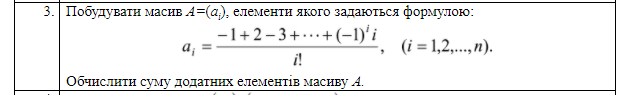 3. Побудувати масив A=(aᵢ), елементи якого задаються формулою:
aᵢ = (−1+2−3+⋯+(−1)ⁱ i) / i!, (i = 1,2,...,n).
Обчислити суму додатних елементів масиву A.